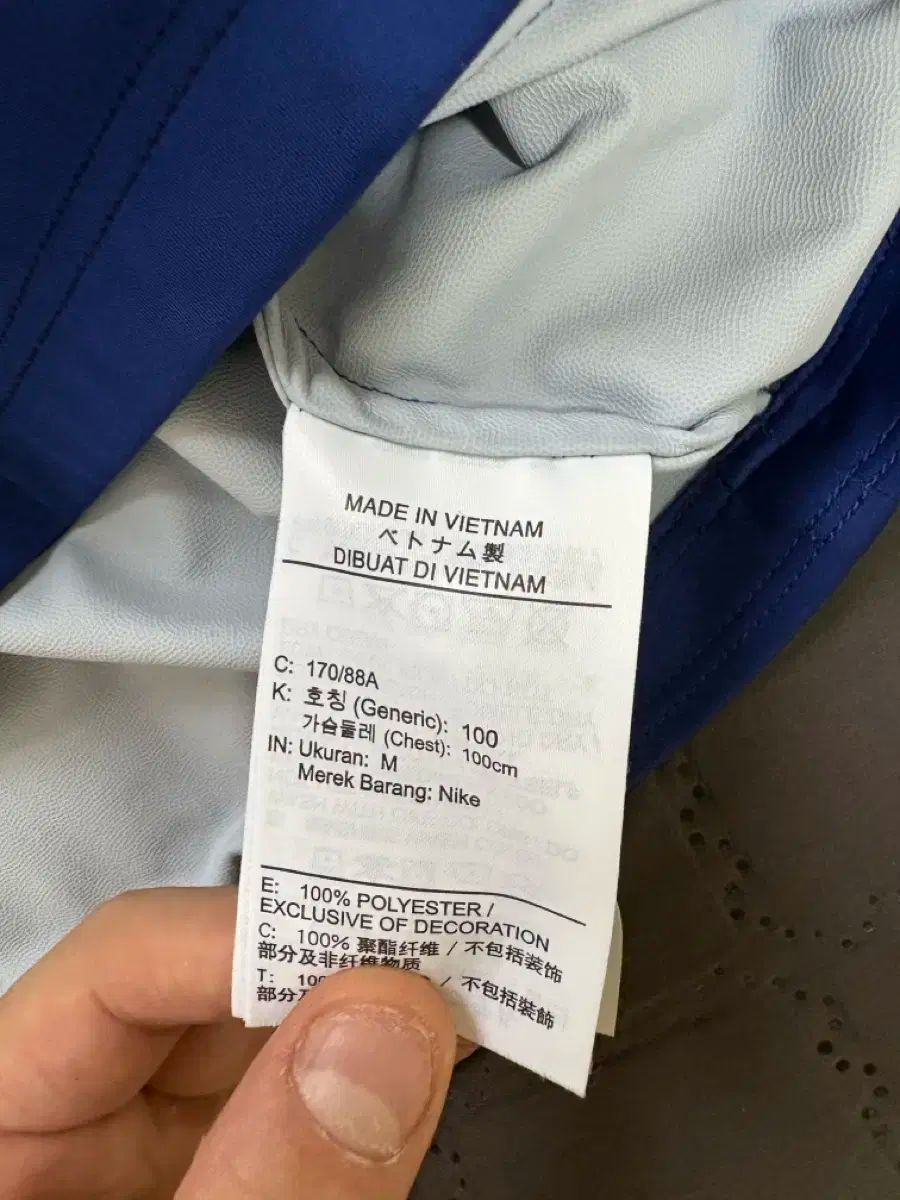 MADE IN VIETNAM
ベトナム製
DIBUAT DI VIETNAM
C: 170/88A
K: 호칭 (Generic): 100
가슴둘레 (Chest): 100cm
IN: Ukuran: M
Merek Barang: Nike
E: 100% POLYESTER /
EXCLUSIVE OF DECORATION
C: 100% 聚酯纤维 / 不包括装饰
部分及非纤维物质
T: / 不包括裝飾
部分